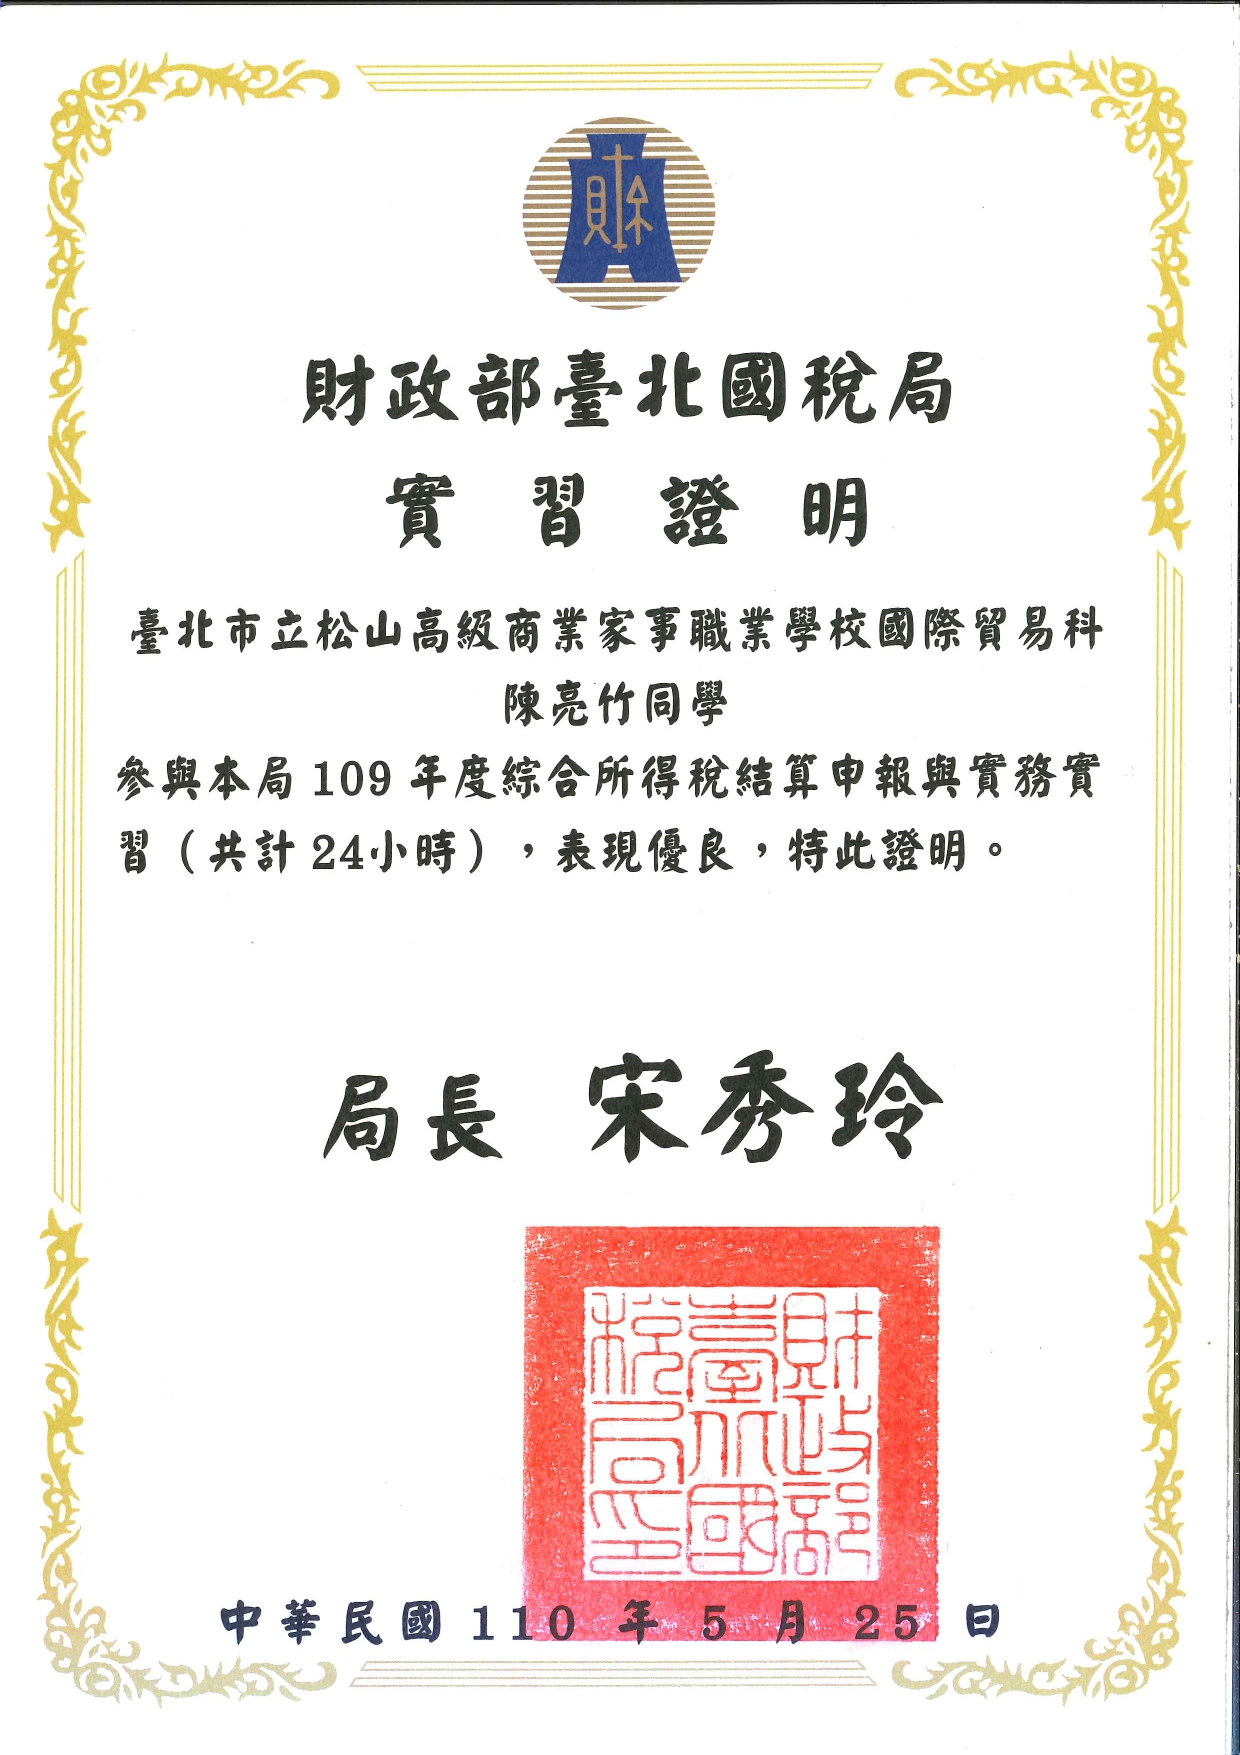 財
財政部臺北國稅局
實習證明
臺北市立松山高級商業家事職業學校國際貿易科
陳亮竹同學
參與本局 109 年度綜合所得稅結算申報與實務實
習（共計 24小時），表現優良，特此證明。
局長 宋秀玲
財政部
臺北國
稅局印
中華民國 110 年 5 月 25 日